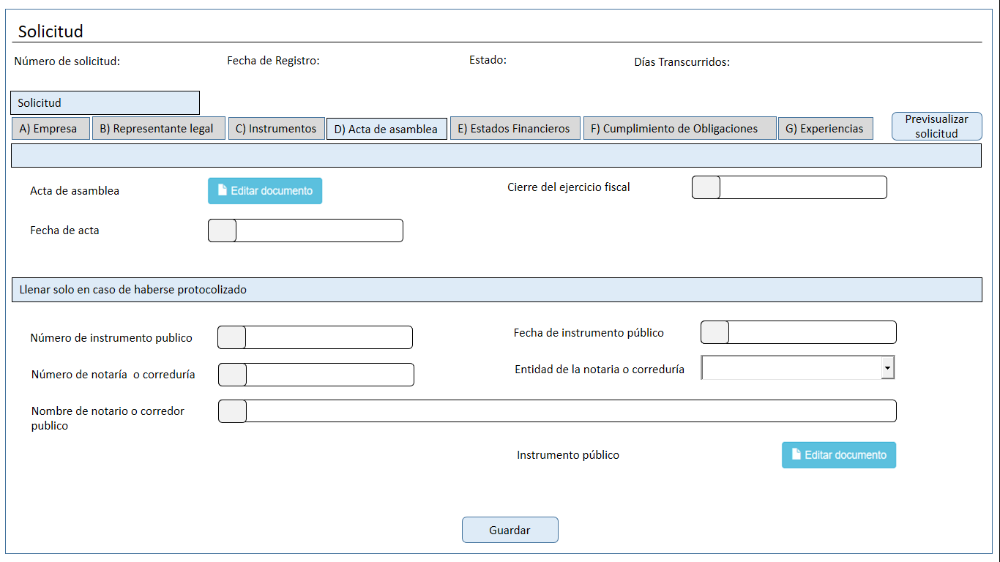 Solicitud
Número de solicitud:
Fecha de Registro:
Estado:
Días Transcurridos:
Solicitud
A) Empresa
B) Representante legal
C) Instrumentos
D) Acta de asamblea
E) Estados Financieros
F) Cumplimiento de Obligaciones
G) Experiencias
Previsualizar
solicitud
Acta de asamblea
Editar documento
Cierre del ejercicio fiscal
Fecha de acta
Llenar solo en caso de haberse protocolizado
Número de instrumento publico
Fecha de instrumento público
Número de notaría o correduría
Entidad de la notaria o correduría
Nombre de notario o corredor
publico
Instrumento público
Editar documento
Guardar